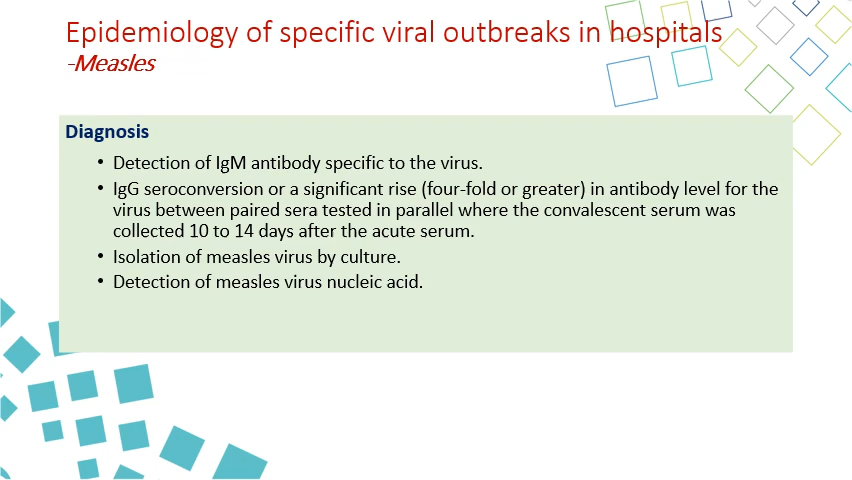 Epidemiology of specific viral outbreaks in hospitals
-Measles
Diagnosis
• Detection of IgM antibody specific to the virus.
• IgG seroconversion or a significant rise (four-fold or greater) in antibody level for the
virus between paired sera tested in parallel where the convalescent serum was
collected 10 to 14 days after the acute serum.
• Isolation of measles virus by culture.
• Detection of measles virus nucleic acid.